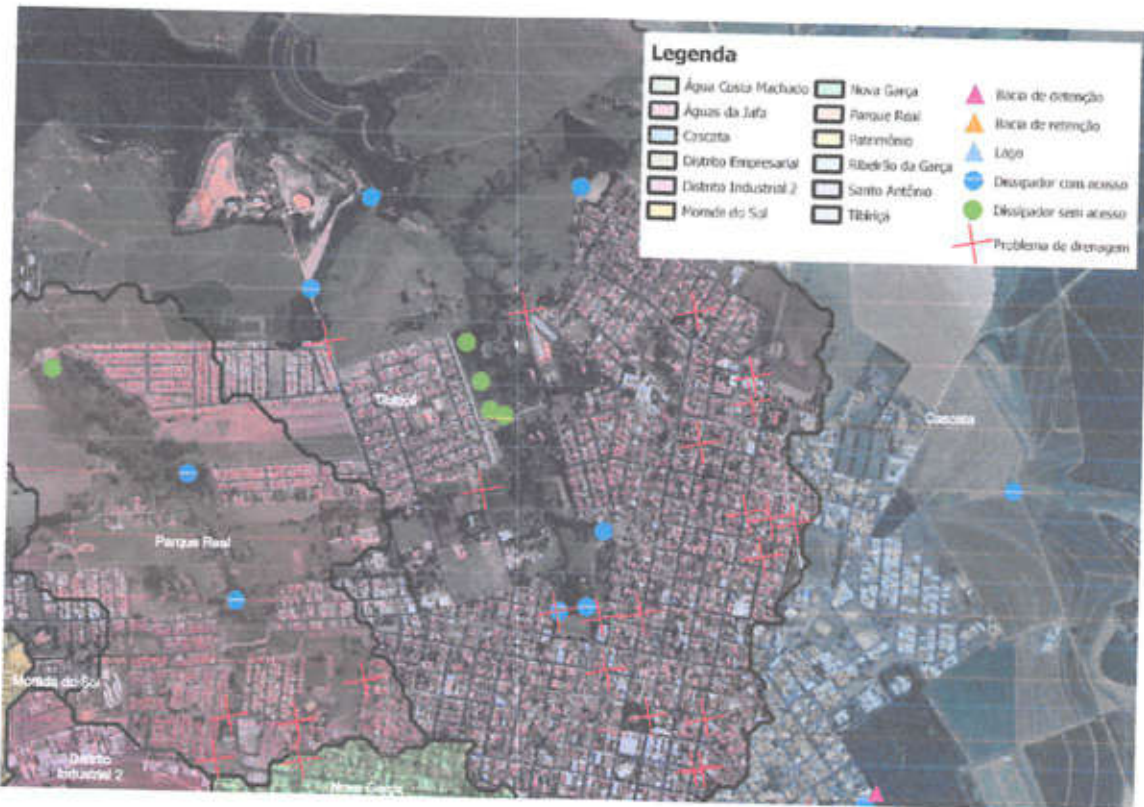 Legenda
Água Costa Machado
Águas da Jafa
Cascata
Distrito Empresarial
Distrito Industrial 2
Morada do Sol
Nova Garça
Parque Real
Patrimônio
Ribeirão da Garça
Santo Antônio
Tibiriçá
Bacia de detenção
Bacia de retenção
Lago
Dissipador com acesso
Dissipador sem acesso
Problema de drenagem
Tibiriçá
Cascata
Parque Real
Morada do Sol
Distrito
Industrial 2
Nova Garça